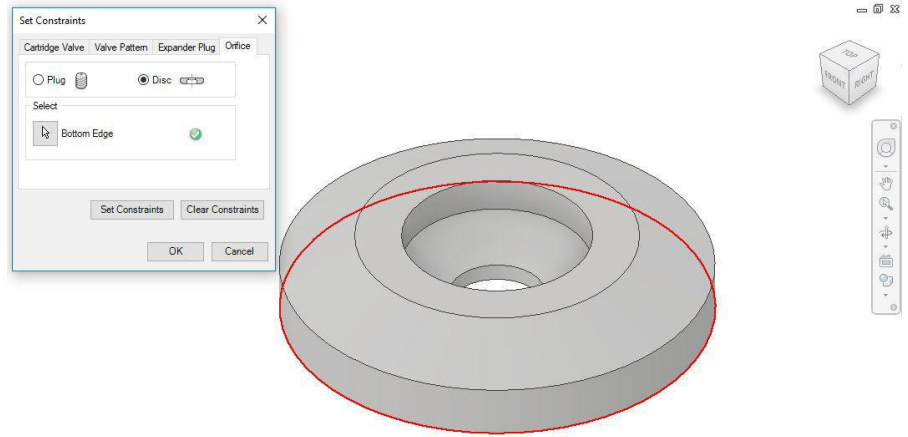 Set Constraints
Cartridge Valve Valve Pattern Expander Plug Orifice
Plug Disc
Select
Bottom Edge
Set Constraints Clear Constraints
OK Cancel
TOP
FRONT RIGHT